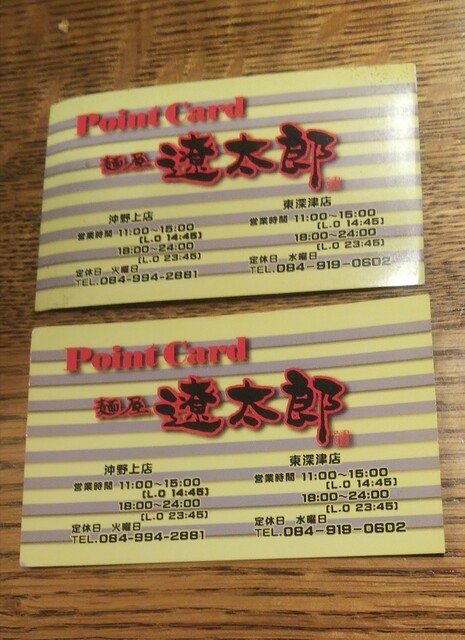 Point Card
麺屋 遼太郎
沖野上店
営業時間 11:00～15:00
(L.O 14:45)
18:00～24:00
(L.O 23:45)
定休日 火曜日
TEL.084-994-2881
東深津店
営業時間 11:00～15:00
(L.O 14:45)
18:00～24:00
(L.O 23:45)
定休日 水曜日
TEL.084-919-0602
Point Card
麺屋 遼太郎
沖野上店
営業時間 11:00～15:00
(L.O 14:45)
18:00～24:00
(L.O 23:45)
定休日 火曜日
TEL.084-994-2881
東深津店
営業時間 11:00～15:00
(L.O 14:45)
18:00～24:00
(L.O 23:45)
定休日 水曜日
TEL.084-919-0602